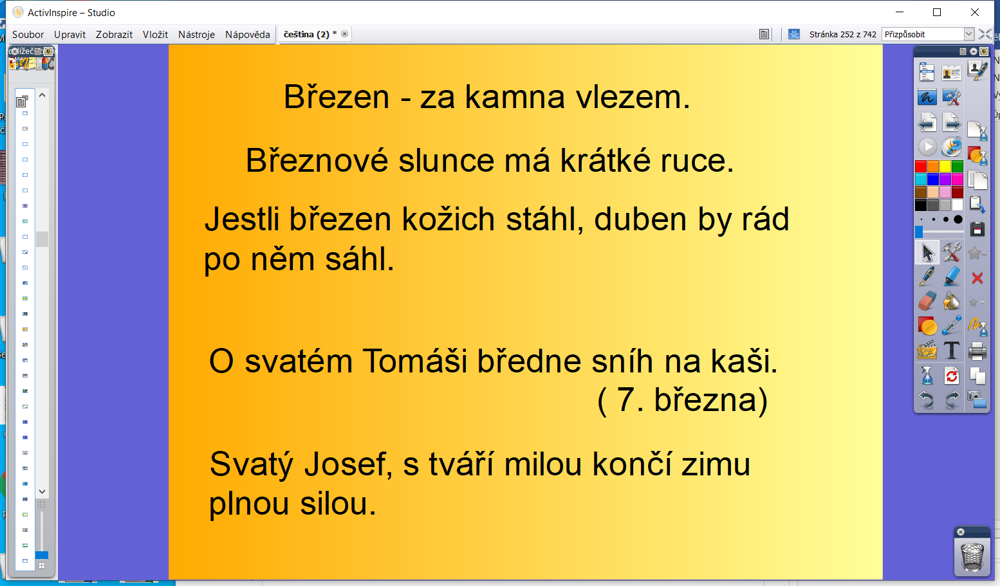 ActivInspire – Studio
Soubor Upravit Zobrazit Vložit Nástroje Nápověda čeština (2) * Stránka 252 z 742 Přizpůsobit
Březen - za kamna vlezem.
Březnové slunce má krátké ruce.
Jestli březen kožich stáhl, duben by rád
po něm sáhl.
O svatém Tomáši bředne sníh na kaši.
( 7. března)
Svatý Josef, s tváří milou končí zimu
plnou silou.